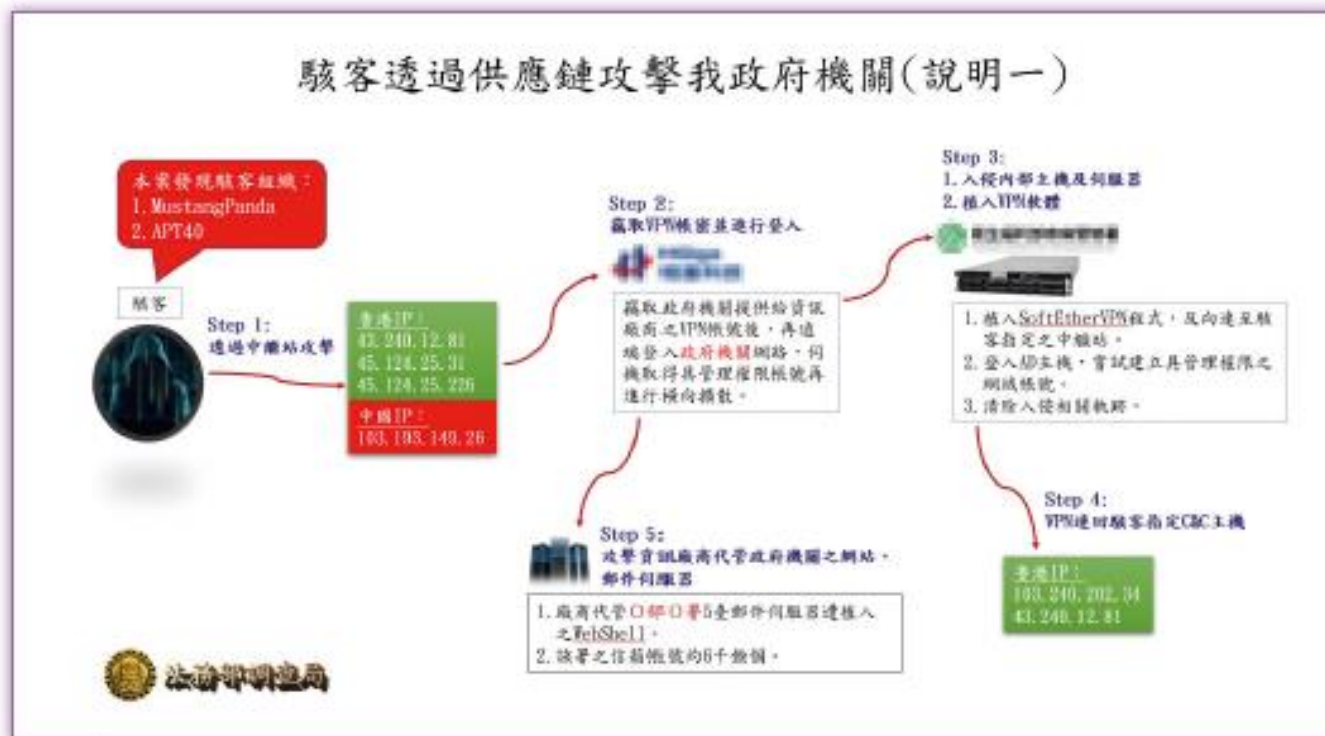 駭客透過供應鏈攻擊我政府機關(說明一)
本案發現駭客組織：
1.MustangPanda
2.APT40
駭客
Step 1:
透過中繼站攻擊
香港IP：
43.240.12.81
45.124.25.31
45.124.25.226
中國IP：
103.193.149.26
Step 2:
竊取VPN帳密並進行登入
竊取政府機關提供給資訊
廠商之VPN帳號後，再遠
端登入政府機關網路，伺
機取得具管理權限帳號再
進行橫向擴散。
Step 3:
1.入侵內部主機及伺服器
2.植入VPN軟體
1.植入SoftEtherVPN程式，反向連至駭
客指定之中繼站。
2.登入AD主機，嘗試建立具管理權限之
網域帳號。
3.清除入侵相關軌跡。
Step 4:
VPN連回駭客指定C&C主機
香港IP：
103.240.202.34
43.240.12.81
Step 5:
攻擊資訊廠商代管政府機關之網站、
郵件伺服器
1.廠商代管〇部〇署5臺郵件伺服器遭植入
之WebShell。
2.該署之信箱帳號約6千餘個。
法務部調查局